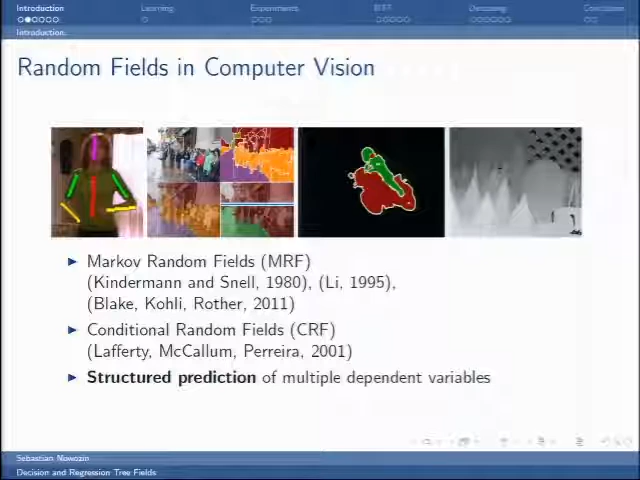 Introduction Learning Experiments RTF Denoising Conclusion
Introduction
Random Fields in Computer Vision
Markov Random Fields (MRF)
(Kindermann and Snell, 1980), (Li, 1995),
(Blake, Kohli, Rother, 2011)
Conditional Random Fields (CRF)
(Lafferty, McCallum, Perreira, 2001)
Structured prediction of multiple dependent variables
Sebastian Nowozin
Decision and Regression Tree Fields